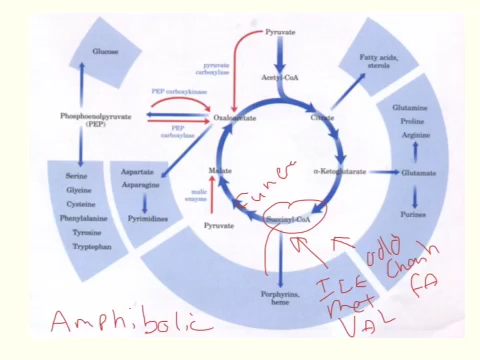 Pyruvate
Glucose
pyruvate
carboxylase
Fatty acids,
sterols
Acetyl-CoA
PEP carboxykinase
Phosphoenolpyruvate
(PEP)
Oxaloacetate
Citrate
PEP
carboxylase
Glutamine
Proline
Arginine
Serine
Glycine
Cysteine
Phenylalanine
Tyrosine
Tryptophan
Aspartate
Asparagine
Pyrimidines
Malate
α-Ketoglutarate
Glutamate
Purines
malic
enzyme
Pyruvate
Succinyl-CoA
Porphyrins,
heme
odd
Chain
FA
ILE
met
VAL
Amphibolic